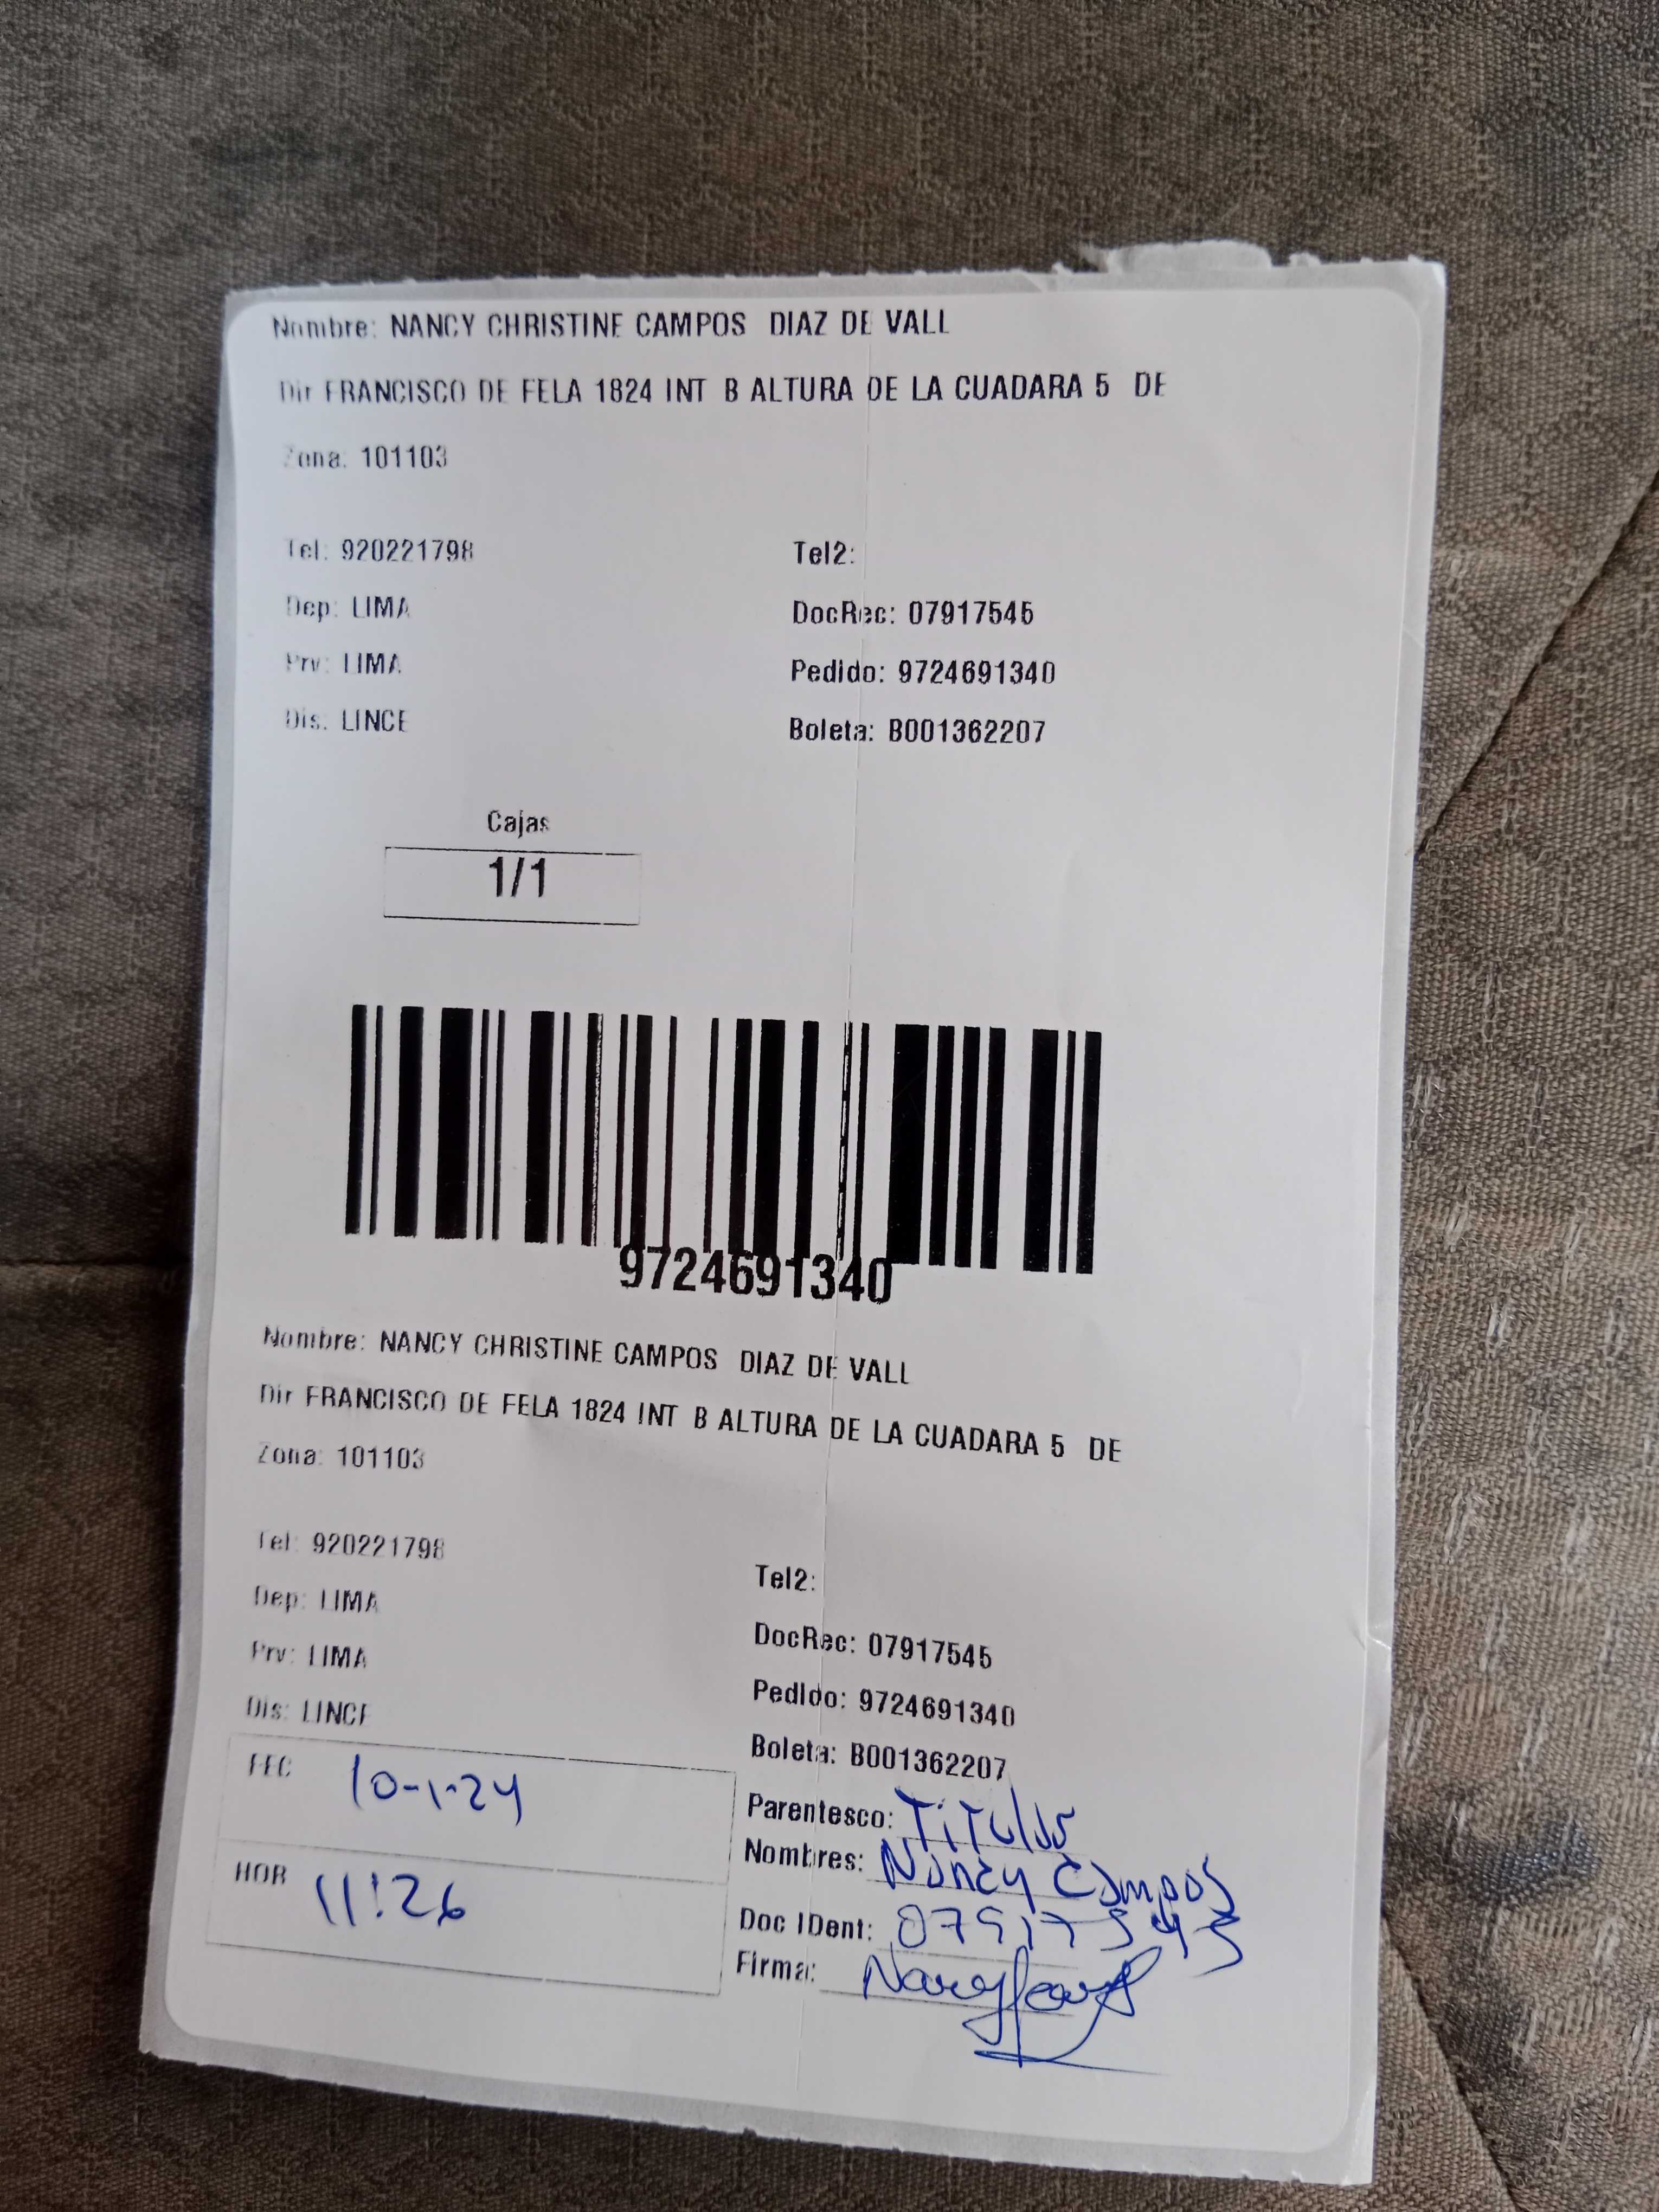 Nombre: NANCY CHRISTINE CAMPOS DIAZ DE VALL
Dir FRANCISCO DE FELA 1824 INT B ALTURA DE LA CUADARA 5 DE
Zona: 101103
Tel: 920221798 Tel2:
Dep: LIMA DocRec: 07917545
Prv: LIMA Pedido: 9724691340
Dis: LINCE Boleta: B001362207
Cajas
1/1
9724691340
Nombre: NANCY CHRISTINE CAMPOS DIAZ DE VALL
Dir FRANCISCO DE FELA 1824 INT B ALTURA DE LA CUADARA 5 DE
Zona: 101103
Tel: 920221798 Tel2:
Dep: LIMA DocRec: 07917545
Prv: LIMA Pedido: 9724691340
Dis: LINCE Boleta: B001362207
FEC 10-1-24 Parentesco: Titular
Nombres: Nancy Campos
HOR 11:26 Doc IDent: 07917545
Firma: